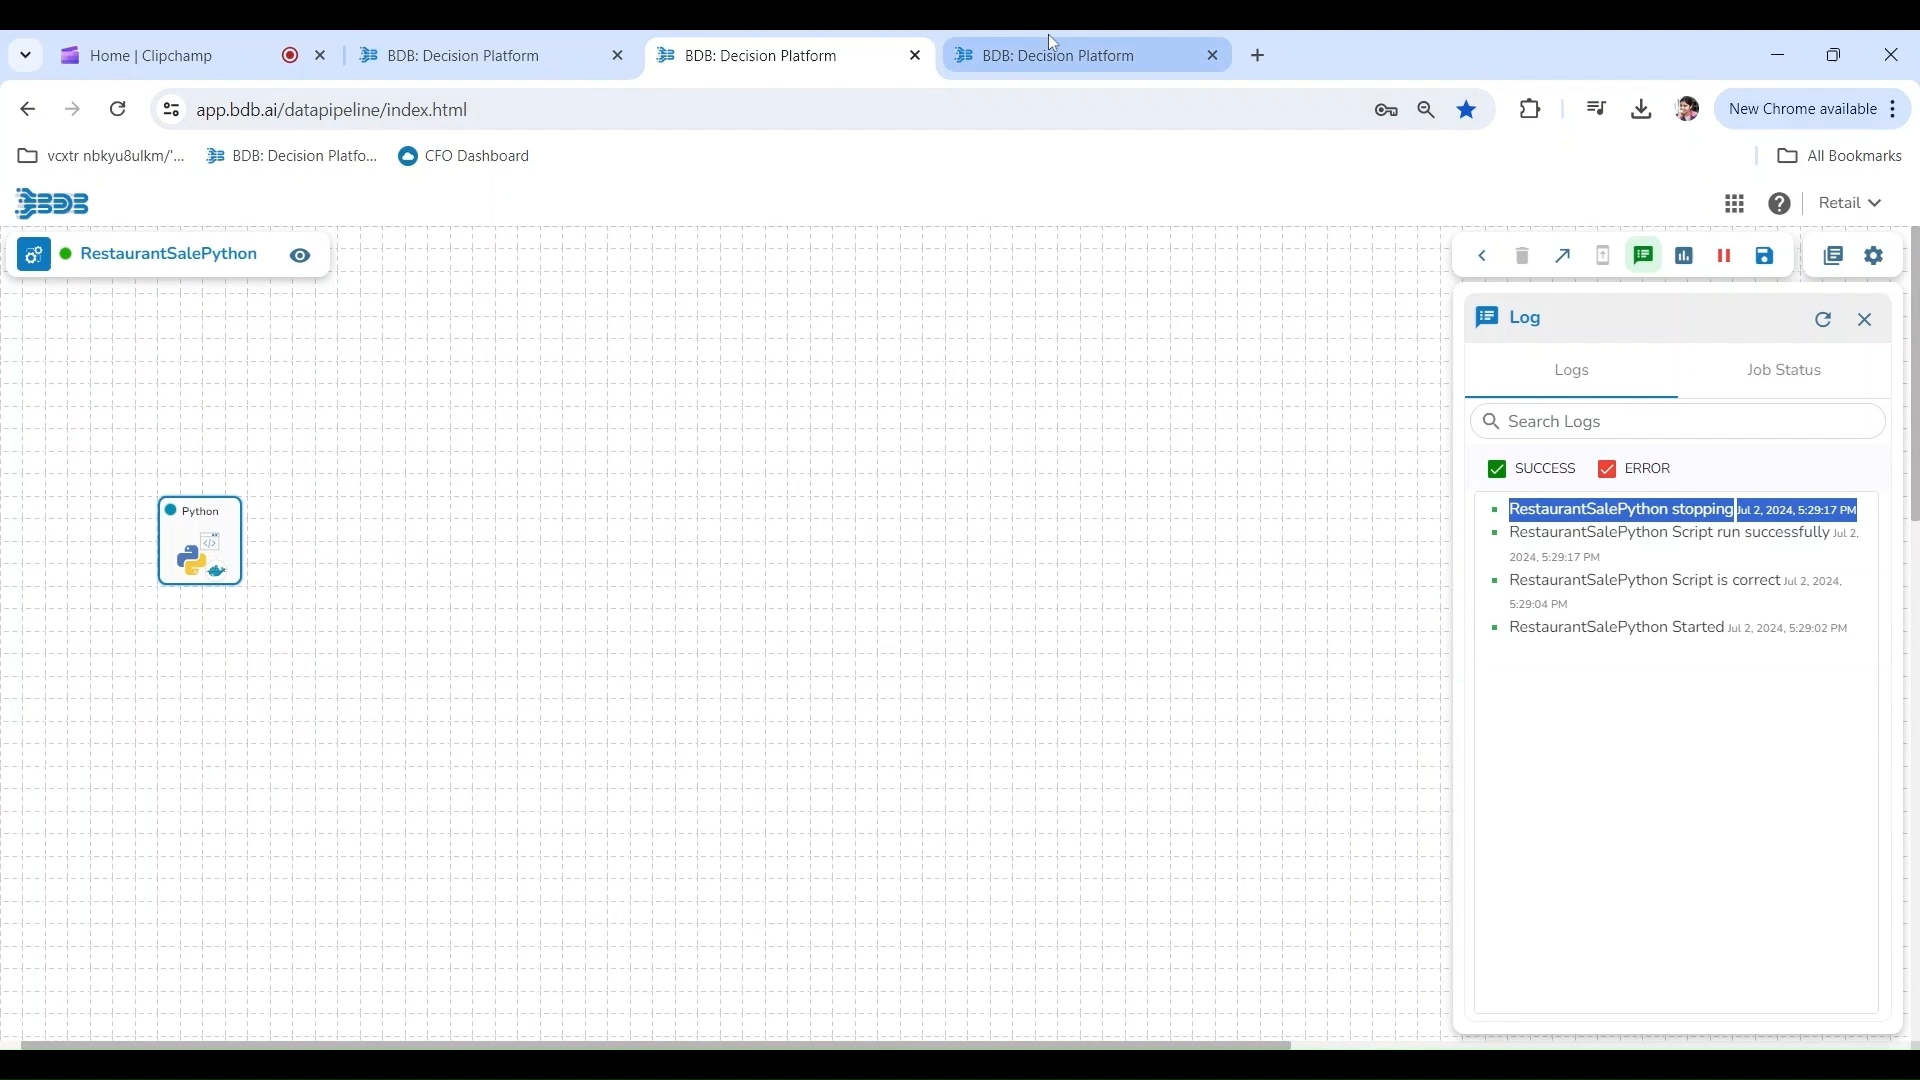 Home | Clipchamp
BDB: Decision Platform
BDB: Decision Platform
BDB: Decision Platform
app.bdb.ai/datapipeline/index.html
New Chrome available
vcxtr nbkyu8ulkm/'...
BDB: Decision Platfo...
CFO Dashboard
All Bookmarks
BDB
Retail
RestaurantSalePython
Log
Logs
Job Status
Search Logs
SUCCESS
ERROR
RestaurantSalePython stopping Jul 2, 2024, 5:29:17 PM
RestaurantSalePython Script run successfully Jul 2,
2024, 5:29:17 PM
RestaurantSalePython Script is correct Jul 2, 2024,
5:29:04 PM
RestaurantSalePython Started Jul 2, 2024, 5:29:02 PM
Python